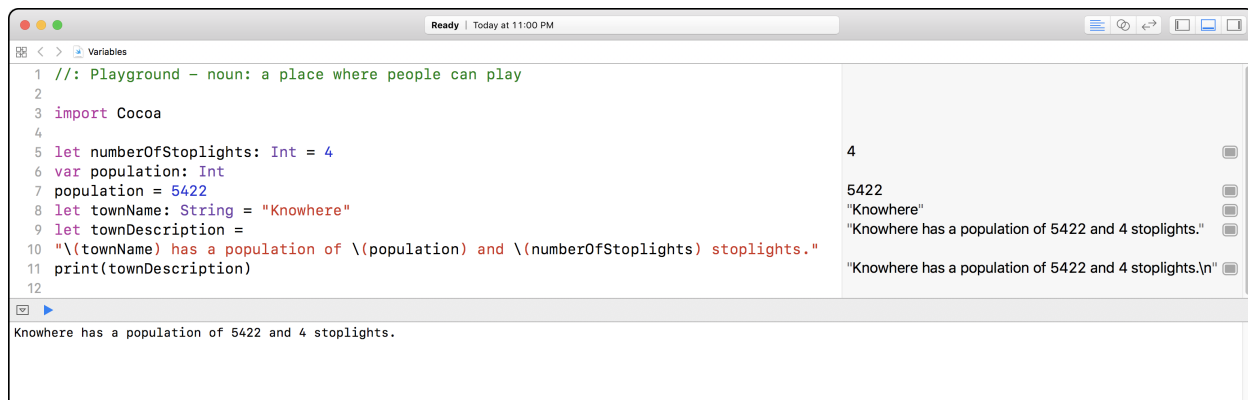 Ready | Today at 11:00 PM
Variables
1 //: Playground – noun: a place where people can play
2
3 import Cocoa
4
5 let numberOfStoplights: Int = 4 4
6 var population: Int
7 population = 5422 5422
8 let townName: String = "Knowhere" "Knowhere"
9 let townDescription = "Knowhere has a population of 5422 and 4 stoplights."
10 "\(townName) has a population of \(population) and \(numberOfStoplights) stoplights."
11 print(townDescription) "Knowhere has a population of 5422 and 4 stoplights.\n"
12
Knowhere has a population of 5422 and 4 stoplights.